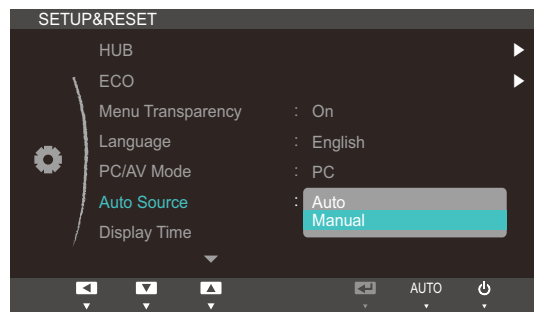 SETUP&RESET
HUB
ECO
Menu Transparency : On
Language : English
PC/AV Mode : PC
Auto Source : Auto
Manual
Display Time
AUTO